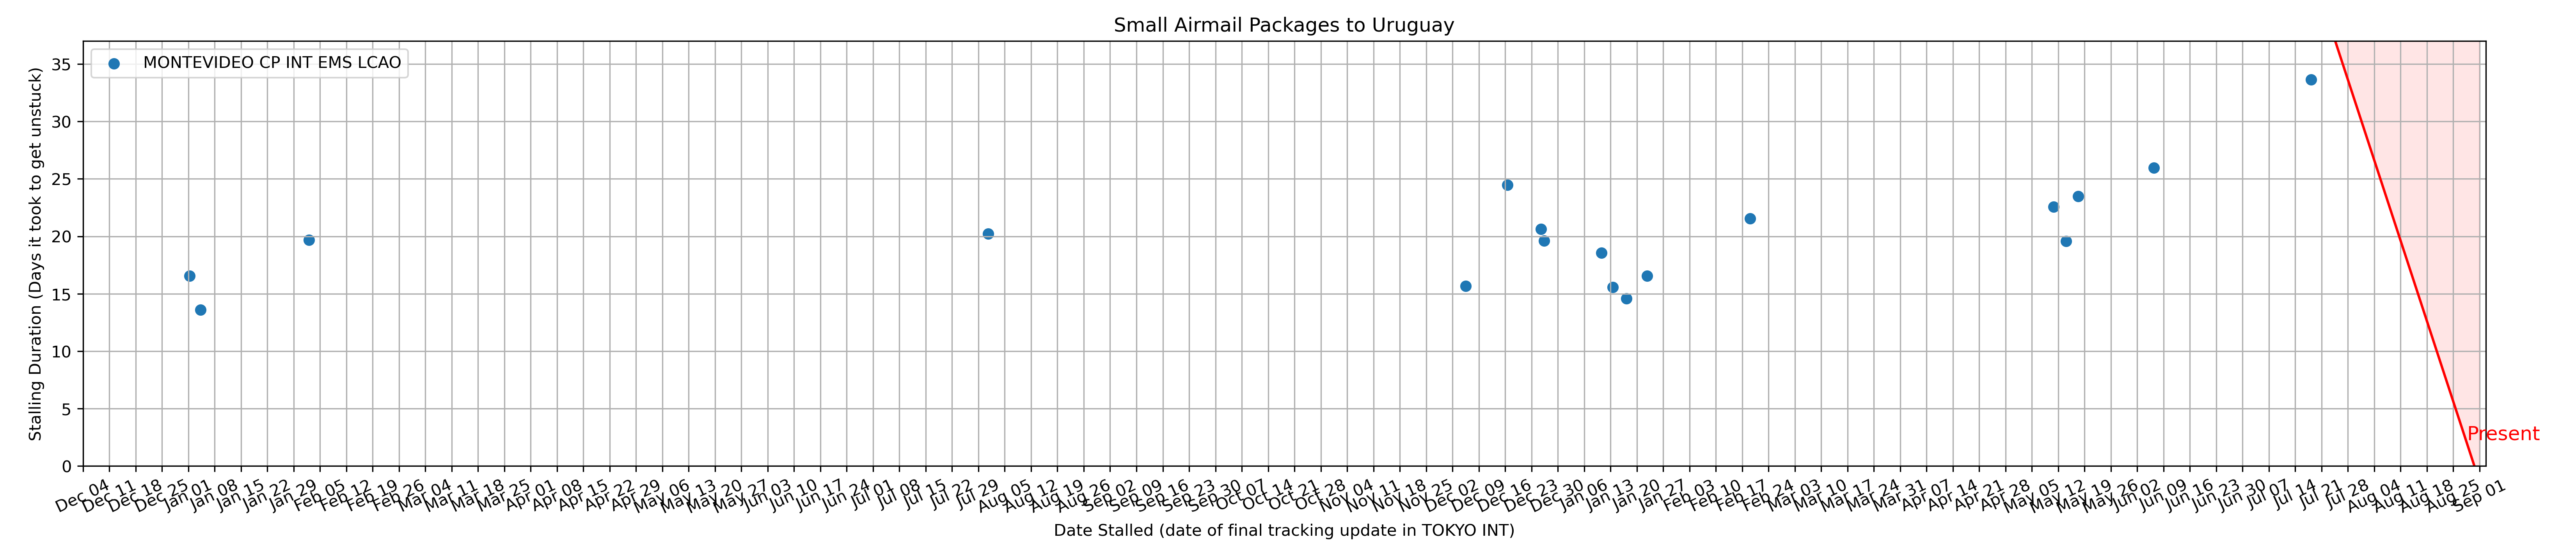 Small Airmail Packages to Uruguay
MONTEVIDEO CP INT EMS LCAO
Stalling Duration (Days it took to get unstuck)
35
30
25
20
15
10
5
0
Present
Dec 04
Dec 11
Dec 18
Dec 25
Jan 01
Jan 08
Jan 15
Jan 22
Jan 29
Feb 05
Feb 12
Feb 19
Feb 26
Mar 04
Mar 11
Mar 18
Mar 25
Apr 01
Apr 08
Apr 15
Apr 22
Apr 29
May 06
May 13
May 20
May 27
Jun 03
Jun 10
Jun 17
Jun 24
Jul 01
Jul 08
Jul 15
Jul 22
Jul 29
Aug 05
Aug 12
Aug 19
Aug 26
Sep 02
Sep 09
Sep 16
Sep 23
Sep 30
Oct 07
Oct 14
Oct 21
Oct 28
Nov 04
Nov 11
Nov 18
Nov 25
Dec 02
Dec 09
Dec 16
Dec 23
Dec 30
Jan 06
Jan 13
Jan 20
Jan 27
Feb 03
Feb 10
Feb 17
Feb 24
Mar 03
Mar 10
Mar 17
Mar 24
Mar 31
Apr 07
Apr 14
Apr 21
Apr 28
May 05
May 12
May 19
May 26
Jun 02
Jun 09
Jun 16
Jun 23
Jun 30
Jul 07
Jul 14
Jul 21
Jul 28
Aug 04
Aug 11
Aug 18
Aug 25
Sep 01
Date Stalled (date of final tracking update in TOKYO INT)